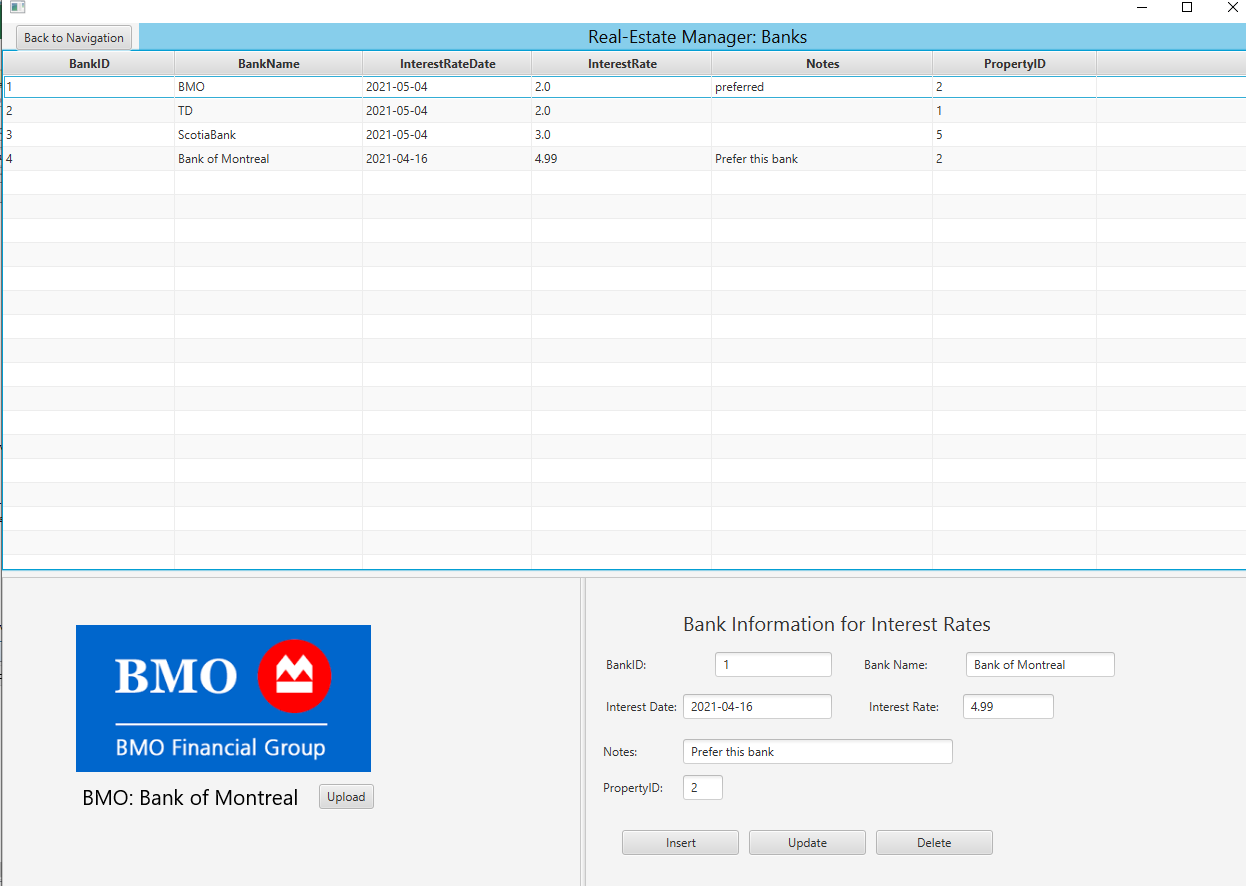 Back to Navigation Real-Estate Manager: Banks
BankID BankName InterestRateDate InterestRate Notes PropertyID
1 BMO 2021-05-04 2.0 preferred 2
2 TD 2021-05-04 2.0 1
3 ScotiaBank 2021-05-04 3.0 5
4 Bank of Montreal 2021-04-16 4.99 Prefer this bank 2
BMO
BMO Financial Group
BMO: Bank of Montreal Upload
Bank Information for Interest Rates
BankID: 1 Bank Name: Bank of Montreal
Interest Date: 2021-04-16 Interest Rate: 4.99
Notes: Prefer this bank
PropertyID: 2
Insert Update Delete